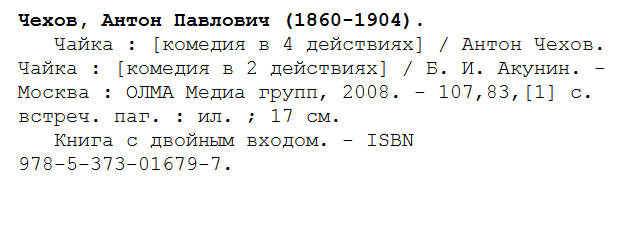 Чехов, Антон Павлович (1860-1904).
Чайка : [комедия в 4 действиях] / Антон Чехов.
Чайка : [комедия в 2 действиях] / Б. И. Акунин. -
Москва : ОЛМА Медиа групп, 2008. - 107,83,[1] с.
встреч. паг. : ил. ; 17 см.
Книга с двойным входом. - ISBN
978-5-373-01679-7.